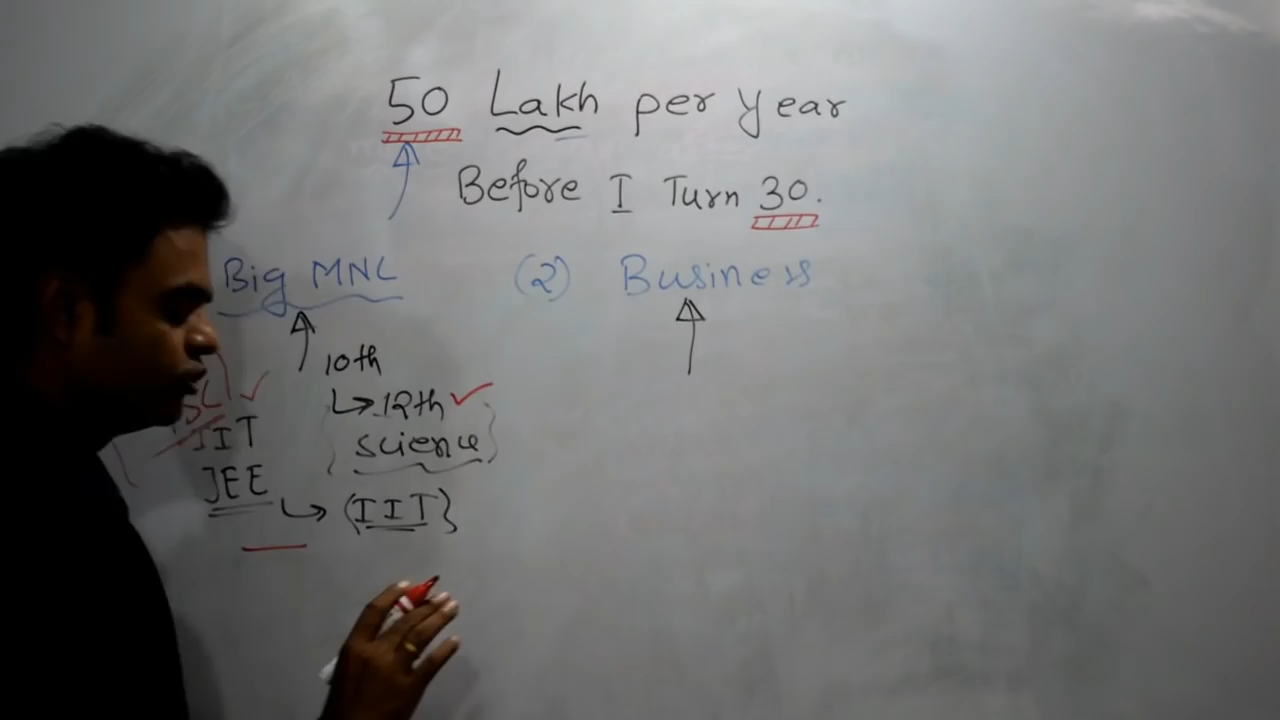 50 Lakh per year
Before I Turn 30.
Big MNC
(2) Business
10th
↳ 12th ✓
{science}
IIT
JEE
↳ {IIT}